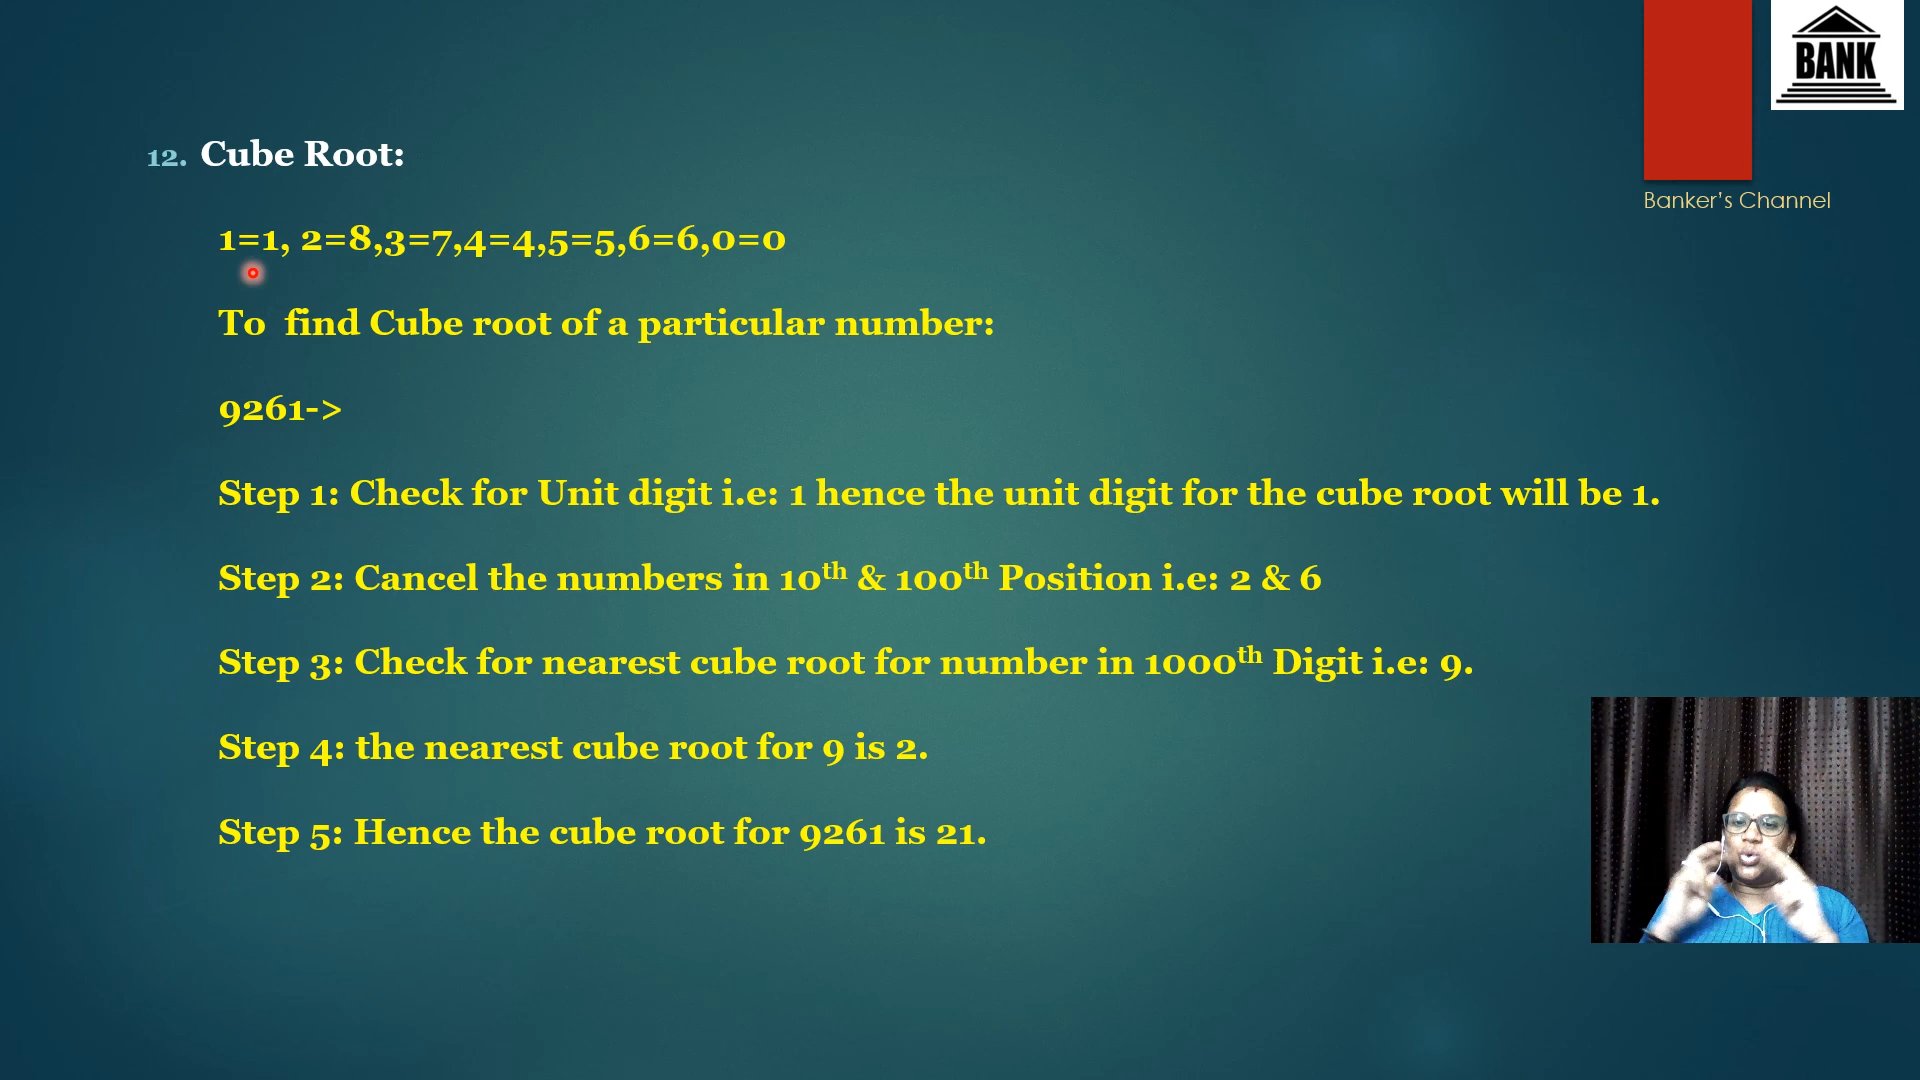 BANK
Banker's Channel
12. Cube Root:
1=1, 2=8,3=7,4=4,5=5,6=6,0=0
To find Cube root of a particular number:
9261->
Step 1: Check for Unit digit i.e: 1 hence the unit digit for the cube root will be 1.
Step 2: Cancel the numbers in 10th & 100th Position i.e: 2 & 6
Step 3: Check for nearest cube root for number in 1000th Digit i.e: 9.
Step 4: the nearest cube root for 9 is 2.
Step 5: Hence the cube root for 9261 is 21.